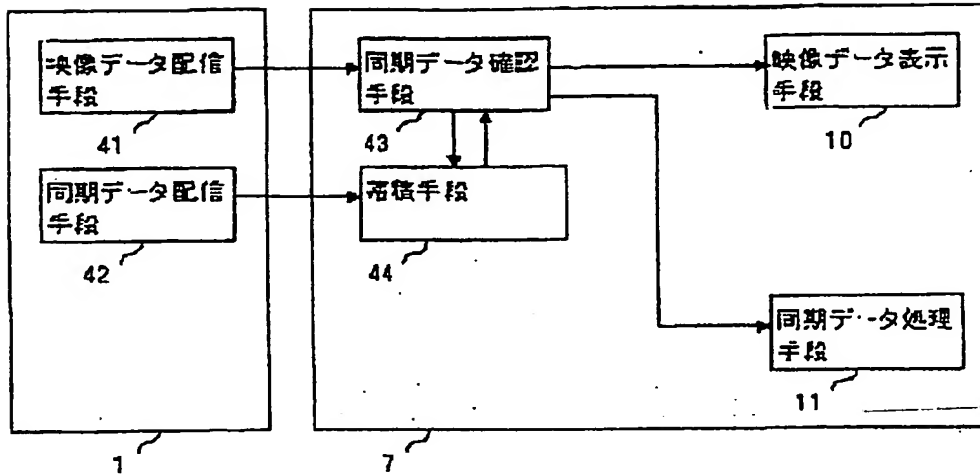 映像データ配信
手段
41
同期データ配信
手段
42
1
同期データ確認
手段
43
蓄積手段
44
映像データ表示
手段
10
同期データ処理
手段
11
7